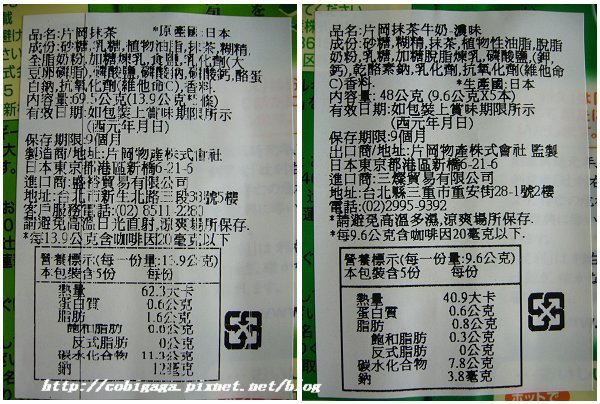 品名:片岡抹茶 *原產國:日本
成份:砂糖,乳糖,植物油脂,抹茶,糊精,
全脂奶粉,加糖煉乳,食鹽,乳化劑(大
豆卵磷脂),磷酸鹽,磷酸鈉,酪蛋
白鈉,抗氧化劑(維他命C),香料.
內容量:69.5公克(13.9公克*5條)
有效日期:如包裝上賞味期限所示
(西元年月日)
保存期限:9個月
製造商/地址:片岡物產株式會社
日本東京都港區新橋6-21-6
進口商:盛裕貿易有限公司
地址:台北市新生北路三段38號5樓
客戶服務電話:(02) 8511-2280
請避免高溫日光直射,涼爽場所保存.
*每13.9公克含咖啡因20毫克以下.
營養標示(每一份量:13.9公克)
本包裝含5份 每份
熱量 62.3大卡
蛋白質 0.6公克
脂肪 1.6公克
飽和脂肪 0.6公克
反式脂肪 0公克
碳水化合物 11.3公克
鈉 12毫克
品名:片岡抹茶牛奶-濃味
成份:砂糖,糊精,抹茶,植物性油脂,脫脂
奶粉,乳糖,加糖脫脂煉乳,磷酸鹽(鉀,
鈣),乾酪素鈉,乳化劑,抗氧化劑(維他命
C)香料. *生產國:日本
內容量:48公克 (9.6公克X5本)
有效日期:如包裝上賞味期限所示
(西元年月日)
保存期限:9個月
出口商/地址:片岡物産株式會社 監製
日本東京都港區新橋6-21-6
進口商:三燦貿易有限公司
地址:台北縣三重市重安街28-1號2樓
電話:(02)2995-9392
*請避免高溫多濕,涼爽場所保存.
*每9.6公克含咖啡因20毫克以下.
營養標示(每一份量:9.6公克)
本包裝含5份 每份
熱量 40.9大卡
蛋白質 0.6公克
脂肪 0.8公克
飽和脂肪 0.3公克
反式脂肪 0公克
碳水化合物 7.8公克
鈉 3.8毫克
http://cobigaga.pixnet.net/blog
ホットで